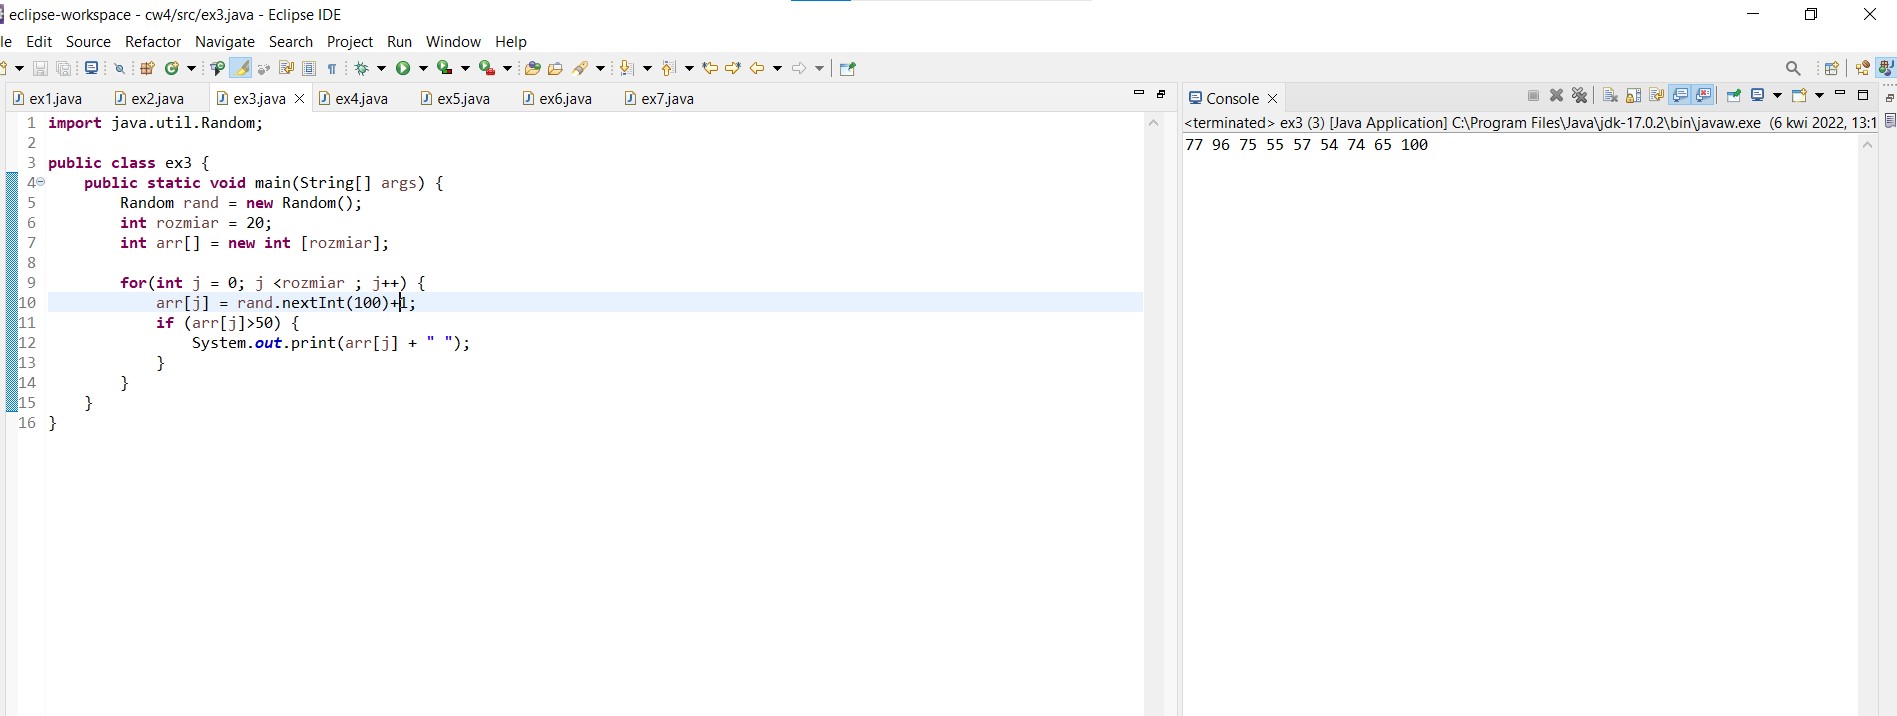 eclipse-workspace - cw4/src/ex3.java - Eclipse IDE
le Edit Source Refactor Navigate Search Project Run Window Help
ex1.java ex2.java ex3.java ex4.java ex5.java ex6.java ex7.java
1 import java.util.Random;
2
3 public class ex3 {
4 public static void main(String[] args) {
5 Random rand = new Random();
6 int rozmiar = 20;
7 int arr[] = new int [rozmiar];
8
9 for(int j = 0; j <rozmiar ; j++) {
10 arr[j] = rand.nextInt(100)+1;
11 if (arr[j]>50) {
12 System.out.print(arr[j] + " ");
13 }
14 }
15 }
16 }
Console
<terminated> ex3 (3) [Java Application] C:\Program Files\Java\jdk-17.0.2\bin\javaw.exe (6 kwi 2022, 13:1
77 96 75 55 57 54 74 65 100